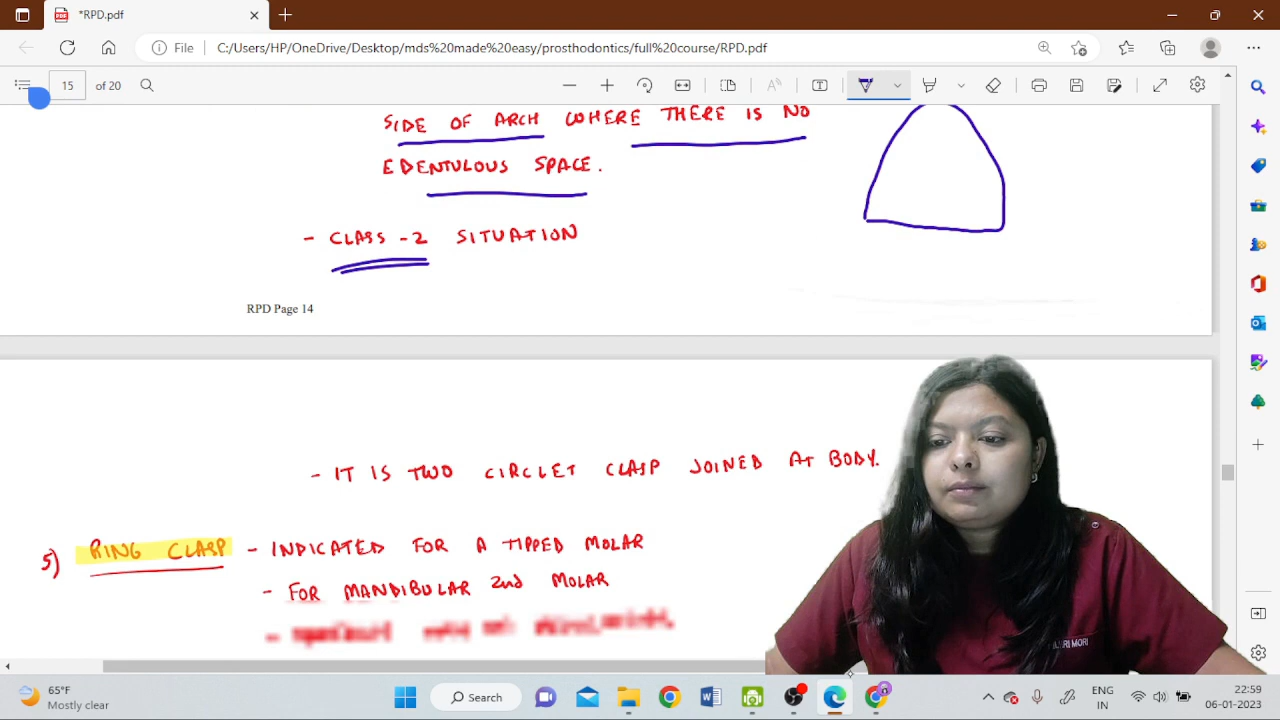 *RPD.pdf
File
C:/Users/HP/OneDrive/Desktop/mds%20made%20easy/prosthodontics/full%20course/RPD.pdf
15 of 20
SIDE OF ARCH WHERE THERE IS NO
EDENTULOUS SPACE.
- CLASS-2 SITUATION
RPD Page 14
- IT IS TWO CIRCLET CLASP JOINED AT BODY.
5) RING CLASP - INDICATED FOR A TIPPED MOLAR
- FOR MANDIBULAR 2nd MOLAR
RI MORI
65°F
Mostly clear
Search
ENG
IN
22:59
06-01-2023